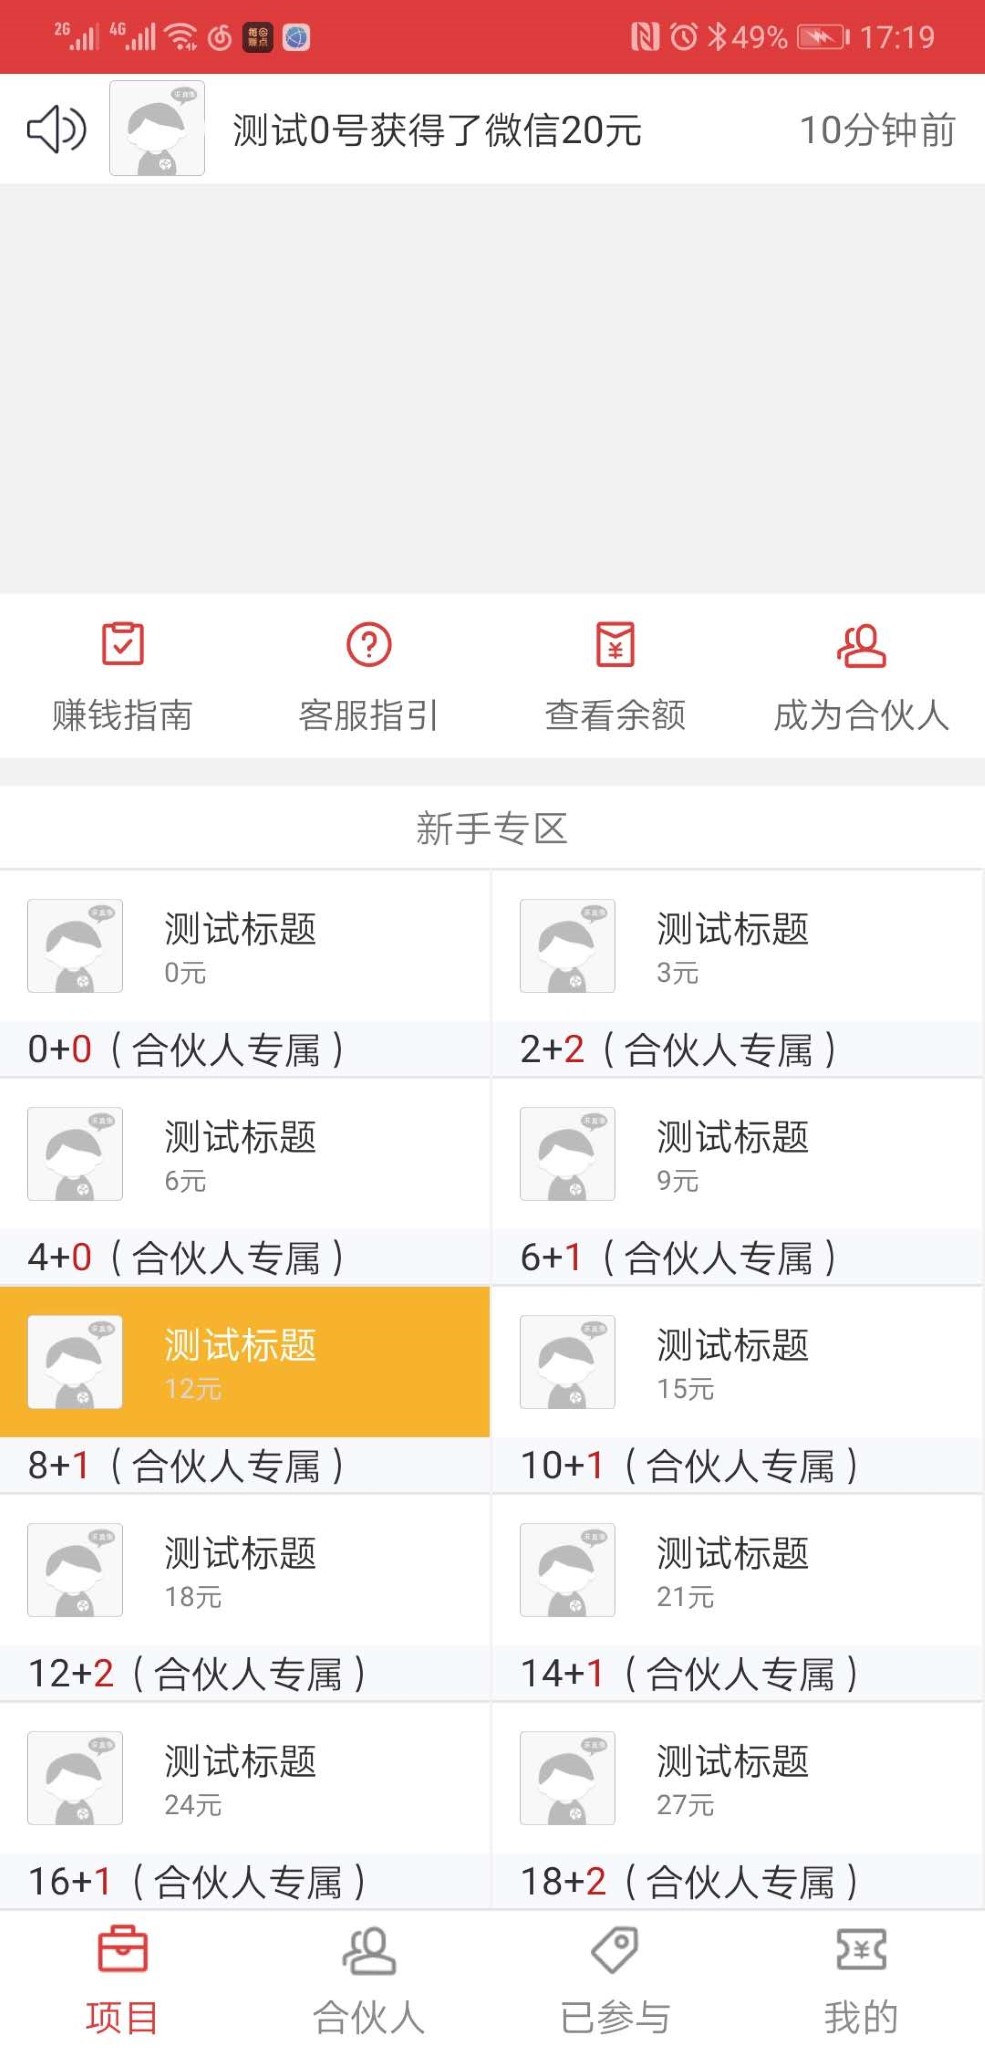 2G 4G 49% 17:19
测试0号获得了微信20元 10分钟前
赚钱指南 客服指引 查看余额 成为合伙人
新手专区
测试标题 测试标题
0元 3元
0+0（合伙人专属） 2+2（合伙人专属）
测试标题 测试标题
6元 9元
4+0（合伙人专属） 6+1（合伙人专属）
测试标题 测试标题
12元 15元
8+1（合伙人专属） 10+1（合伙人专属）
测试标题 测试标题
18元 21元
12+2（合伙人专属） 14+1（合伙人专属）
测试标题 测试标题
24元 27元
16+1（合伙人专属） 18+2（合伙人专属）
项目 合伙人 已参与 我的